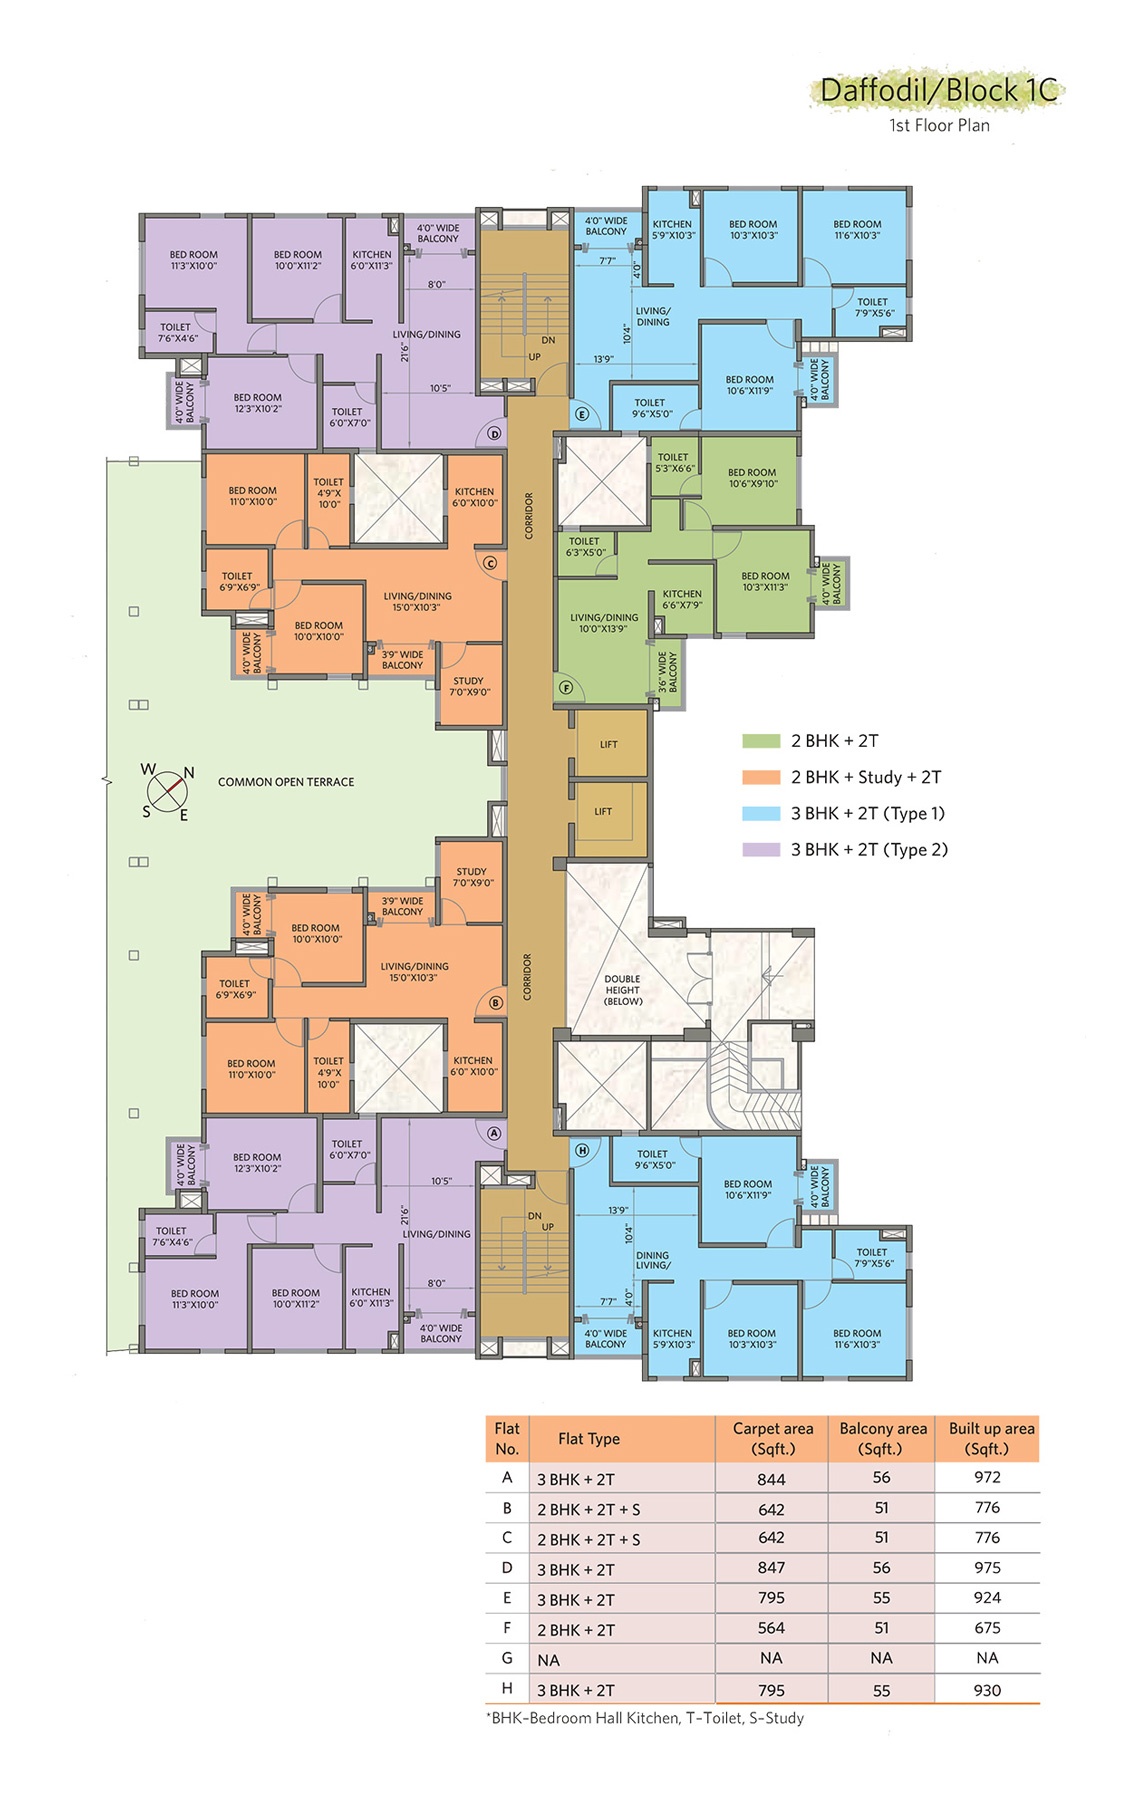 Daffodil/Block 1C
1st Floor Plan
BED ROOM
11'3"X10'0"
BED ROOM
10'0"X11'2"
KITCHEN
6'0"X11'3"
4'0" WIDE
BALCONY
8'0"
TOILET
7'6"X4'6"
LIVING/DINING
21'6"
10'5"
4'0" WIDE
BALCONY
BED ROOM
12'3"X10'2"
TOILET
6'0"X7'0"
D
DN
UP
4'0" WIDE
BALCONY
7'7"
4'0"
KITCHEN
5'9"X10'3"
BED ROOM
10'3"X10'3"
BED ROOM
11'6"X10'3"
LIVING/
DINING
10'4"
13'9"
TOILET
7'9"X5'6"
BED ROOM
10'6"X11'9"
4'0" WIDE
BALCONY
TOILET
9'6"X5'0"
E
BED ROOM
11'0"X10'0"
TOILET
4'9"X
10'0"
KITCHEN
6'0"X10'0"
CORRIDOR
C
TOILET
6'9"X6'9"
LIVING/DINING
15'0"X10'3"
BED ROOM
10'0"X10'0"
4'0" WIDE
BALCONY
3'9" WIDE
BALCONY
STUDY
7'0"X9'0"
TOILET
5'3"X6'6"
BED ROOM
10'6"X9'10"
TOILET
6'3"X5'0"
BED ROOM
10'3"X11'3"
4'0" WIDE
BALCONY
KITCHEN
6'6"X7'9"
LIVING/DINING
10'0"X13'9"
3'6" WIDE
BALCONY
F
LIFT
LIFT
2 BHK + 2T
2 BHK + Study + 2T
3 BHK + 2T (Type 1)
3 BHK + 2T (Type 2)
W
N
S
E
COMMON OPEN TERRACE
STUDY
7'0"X9'0"
4'0" WIDE
BALCONY
3'9" WIDE
BALCONY
BED ROOM
10'0"X10'0"
LIVING/DINING
15'0"X10'3"
TOILET
6'9"X6'9"
B
CORRIDOR
DOUBLE
HEIGHT
(BELOW)
BED ROOM
11'0"X10'0"
TOILET
4'9"X
10'0"
KITCHEN
6'0" X10'0"
A
4'0" WIDE
BALCONY
BED ROOM
12'3"X10'2"
TOILET
6'0"X7'0"
10'5"
21'6"
LIVING/DINING
TOILET
7'6"X4'6"
8'0"
BED ROOM
11'3"X10'0"
BED ROOM
10'0"X11'2"
KITCHEN
6'0" X11'3"
4'0" WIDE
BALCONY
DN
UP
H
TOILET
9'6"X5'0"
BED ROOM
10'6"X11'9"
4'0" WIDE
BALCONY
13'9"
10'4"
DINING
LIVING/
TOILET
7'9"X5'6"
7'7"
4'0"
4'0" WIDE
BALCONY
KITCHEN
5'9'X10'3"
BED ROOM
10'3"X10'3"
BED ROOM
11'6"X10'3"
Flat No. Flat Type Carpet area (Sqft.) Balcony area (Sqft.) Built up area (Sqft.)
A 3 BHK + 2T 844 56 972
B 2 BHK + 2T + S 642 51 776
C 2 BHK + 2T + S 642 51 776
D 3 BHK + 2T 847 56 975
E 3 BHK + 2T 795 55 924
F 2 BHK + 2T 564 51 675
G NA NA NA NA
H 3 BHK + 2T 795 55 930
*BHK–Bedroom Hall Kitchen, T–Toilet, S–Study